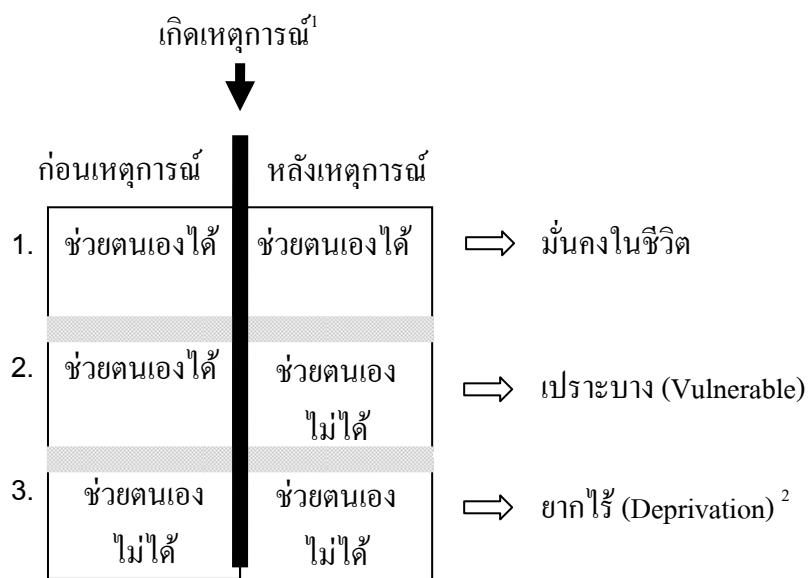 เกิดเหตุการณ์1
ก่อนเหตุการณ์ หลังเหตุการณ์
1. ช่วยตนเองได้ ช่วยตนเองได้ มั่นคงในชีวิต
2. ช่วยตนเองได้ ช่วยตนเอง
ไม่ได้
เปราะบาง (Vulnerable)
3. ช่วยตนเอง
ไม่ได้
ช่วยตนเอง
ไม่ได้
ยากไร้ (Deprivation) 2